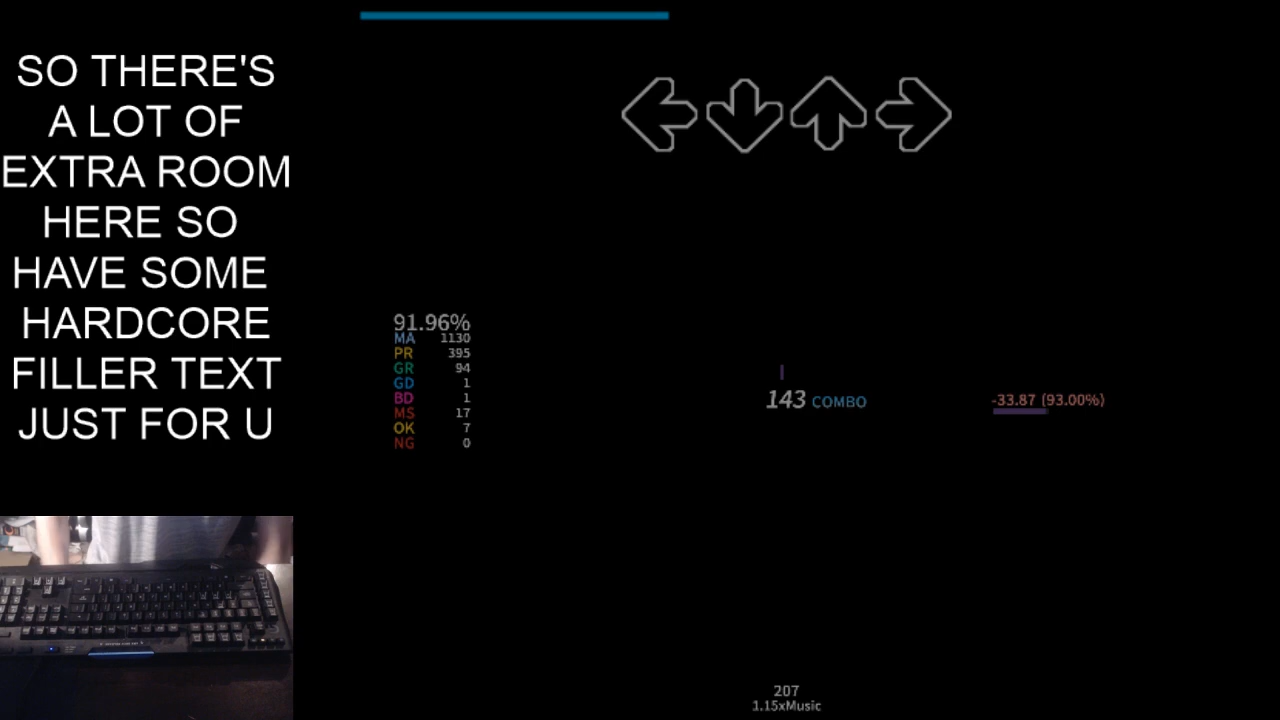 SO THERE'S
A LOT OF
EXTRA ROOM
HERE SO
HAVE SOME
HARDCORE
FILLER TEXT
JUST FOR U
91.96%
MA 1130
PR 395
GR 94
GD 1
BD 1
MS 17
OK 7
NG 0
143 COMBO
-33.87 (93.00%)
207
1.15xMusic